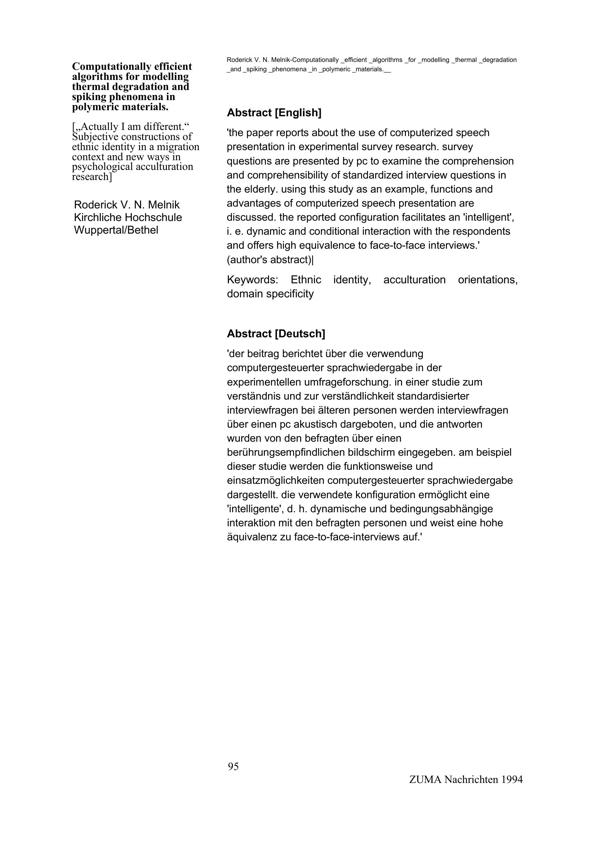 Computationally efficient
algorithms for modelling
thermal degradation and
spiking phenomena in
polymeric materials.
[„Actually I am different.“
Subjective constructions of
ethnic identity in a migration
context and new ways in
psychological acculturation
research]
Roderick V. N. Melnik
Kirchliche Hochschule
Wuppertal/Bethel
Roderick V. N. Melnik-Computationally _efficient _algorithms _for _modelling _thermal _degradation
_and _spiking _phenomena _in _polymeric _materials.__
Abstract [English]
'the paper reports about the use of computerized speech
presentation in experimental survey research. survey
questions are presented by pc to examine the comprehension
and comprehensibility of standardized interview questions in
the elderly. using this study as an example, functions and
advantages of computerized speech presentation are
discussed. the reported configuration facilitates an 'intelligent',
i. e. dynamic and conditional interaction with the respondents
and offers high equivalence to face-to-face interviews.'
(author's abstract)|
Keywords: Ethnic identity, acculturation orientations,
domain specificity
Abstract [Deutsch]
'der beitrag berichtet über die verwendung
computergesteuerter sprachwiedergabe in der
experimentellen umfrageforschung. in einer studie zum
verständnis und zur verständlichkeit standardisierter
interviewfragen bei älteren personen werden interviewfragen
über einen pc akustisch dargeboten, und die antworten
wurden von den befragten über einen
berührungsempfindlichen bildschirm eingegeben. am beispiel
dieser studie werden die funktionsweise und
einsatzmöglichkeiten computergesteuerter sprachwiedergabe
dargestellt. die verwendete konfiguration ermöglicht eine
'intelligente', d. h. dynamische und bedingungsabhängige
interaktion mit den befragten personen und weist eine hohe
äquivalenz zu face-to-face-interviews auf.'
95
ZUMA Nachrichten 1994